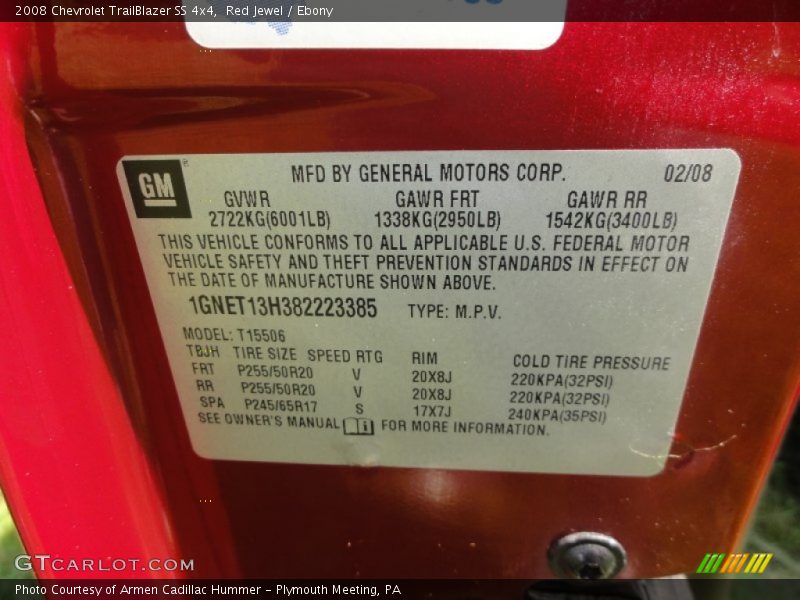 2008 Chevrolet TrailBlazer SS 4x4,  Red Jewel / Ebony
GM
MFD BY GENERAL MOTORS CORP. 02/08
GVWR GAWR FRT GAWR RR
2722KG(6001LB) 1338KG(2950LB) 1542KG(3400LB)
THIS VEHICLE CONFORMS TO ALL APPLICABLE U.S. FEDERAL MOTOR
VEHICLE SAFETY AND THEFT PREVENTION STANDARDS IN EFFECT ON
THE DATE OF MANUFACTURE SHOWN ABOVE.
1GNET13H382223385 TYPE: M.P.V.
MODEL: T15506
TBJH TIRE SIZE SPEED RTG RIM COLD TIRE PRESSURE
FRT P255/50R20 V 20X8J 220KPA(32PSI)
RR P255/50R20 V 20X8J 220KPA(32PSI)
SPA P245/65R17 S 17X7J 240KPA(35PSI)
SEE OWNER'S MANUAL FOR MORE INFORMATION.
GTCARLOT.COM
Photo Courtesy of Armen Cadillac Hummer - Plymouth Meeting, PA